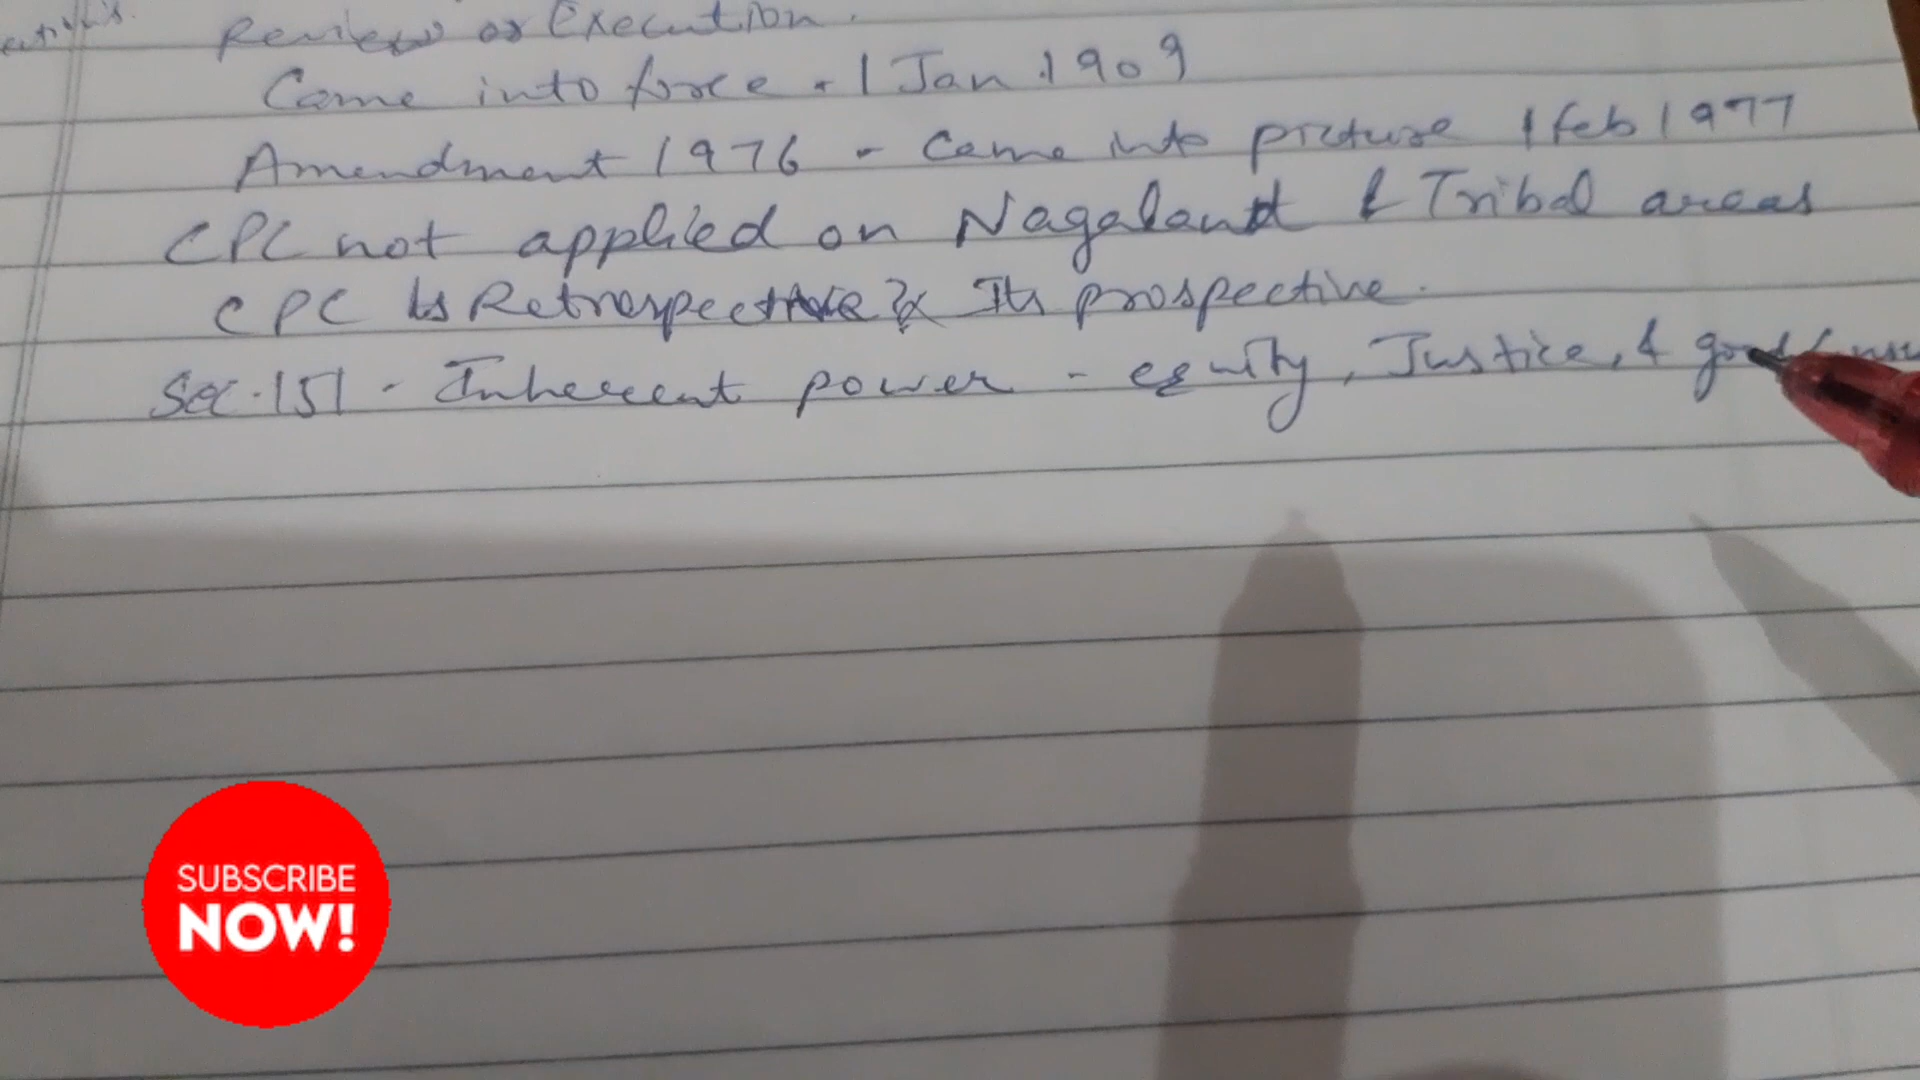 Review or Execution.
Came into force - 1 Jan 1909
Amendment 1976 - Came into picture 1 feb 1977
CPC not applied on Nagaland & Tribal areas
CPC is Retrospective? x Its prospective.
Sec. 151 - Inherent power - equity, Justice, & good
SUBSCRIBE
NOW!